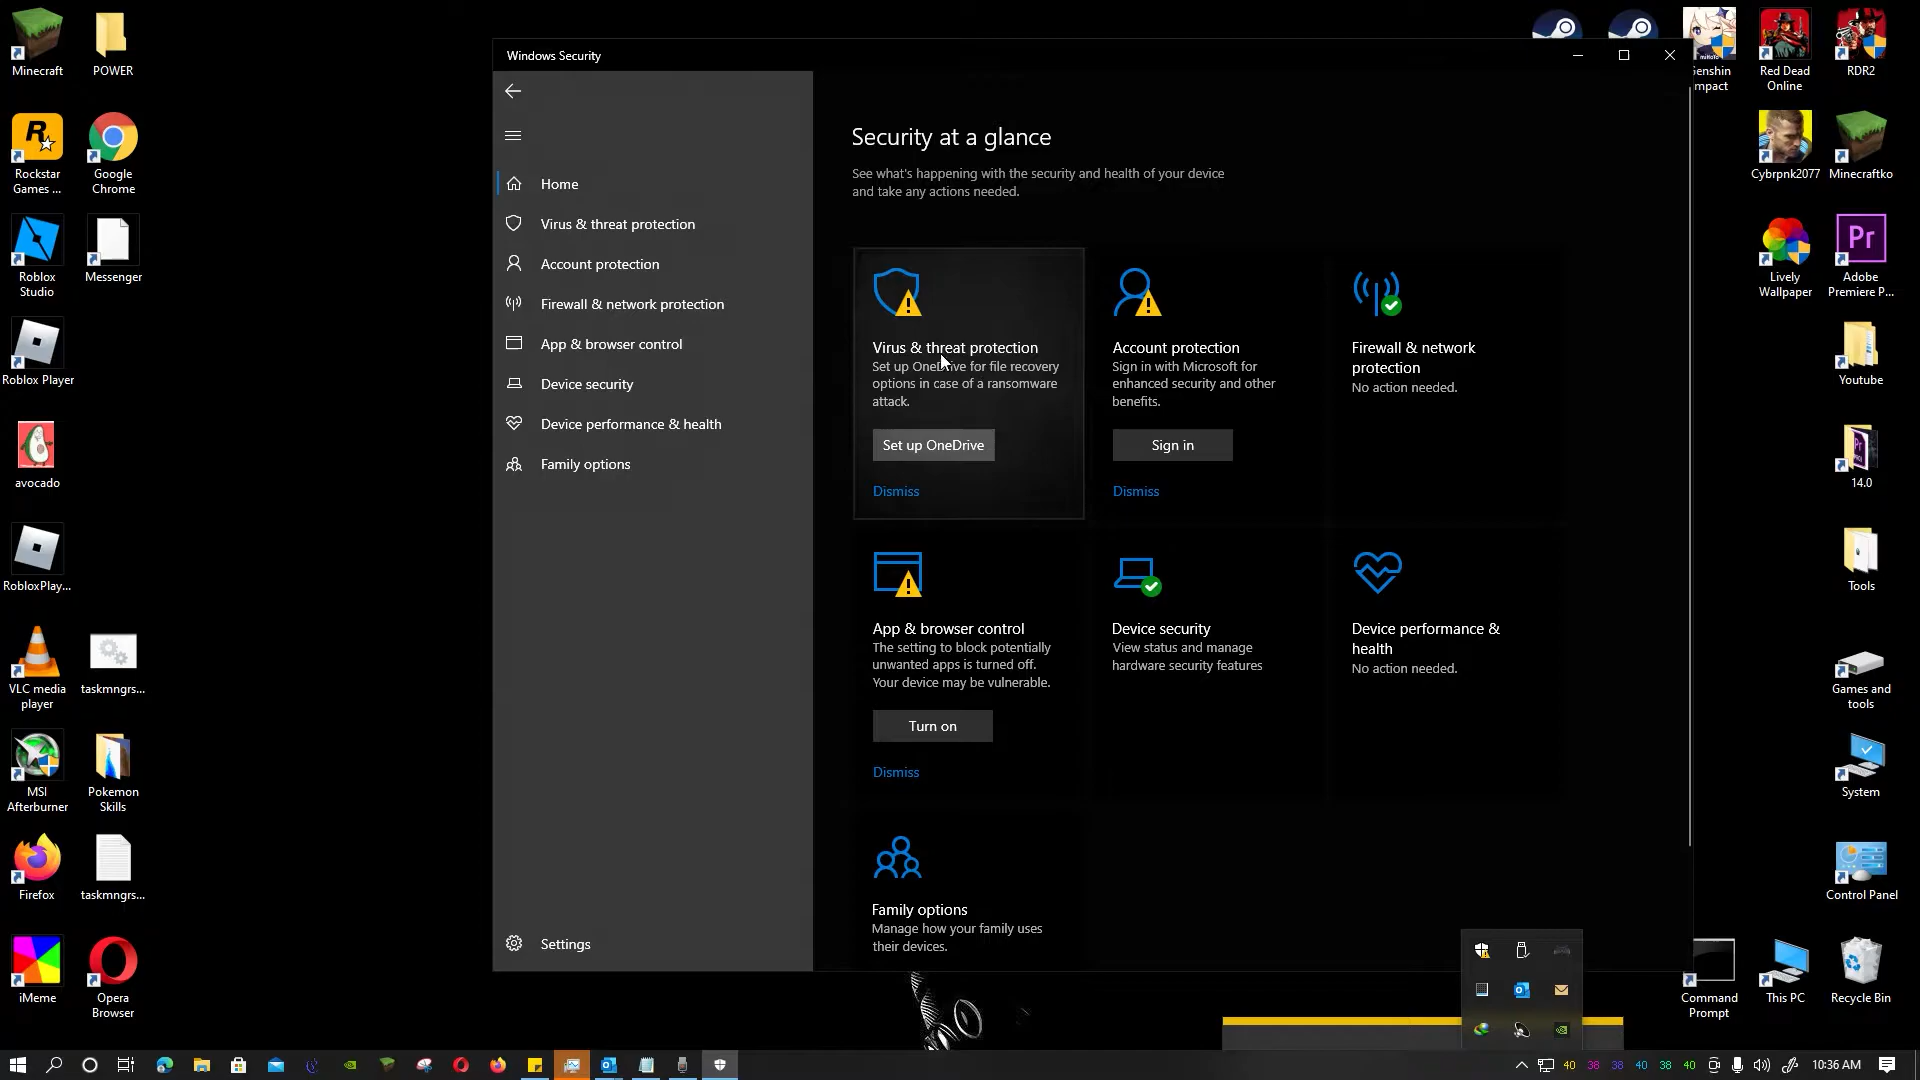 Minecraft
POWER
Rockstar
Games ...
Google
Chrome
Roblox
Studio
Messenger
Roblox Player
avocado
RobloxPlay...
VLC media
player
taskmngrs...
MSI
Afterburner
Pokemon
Skills
Firefox
taskmngrs...
iMeme
Opera
Browser
Windows Security
Home
Virus & threat protection
Account protection
Firewall & network protection
App & browser control
Device security
Device performance & health
Family options
Settings
Security at a glance
See what's happening with the security and health of your device
and take any actions needed.
Virus & threat protection
Set up OneDrive for file recovery
options in case of a ransomware
attack.
Set up OneDrive
Dismiss
Account protection
Sign in with Microsoft for
enhanced security and other
benefits.
Sign in
Dismiss
Firewall & network
protection
No action needed.
App & browser control
The setting to block potentially
unwanted apps is turned off.
Your device may be vulnerable.
Turn on
Dismiss
Device security
View status and manage
hardware security features
Device performance &
health
No action needed.
Family options
Manage how your family uses
their devices.
enshin
mpact
Red Dead
Online
RDR2
Cybrpnk2077
Minecraftko
Lively
Wallpaper
Pr
Adobe
Premiere P...
Youtube
14.0
Tools
Games and
tools
System
Control Panel
Command
Prompt
This PC
Recycle Bin
40 38 38 40 38 40
10:36 AM